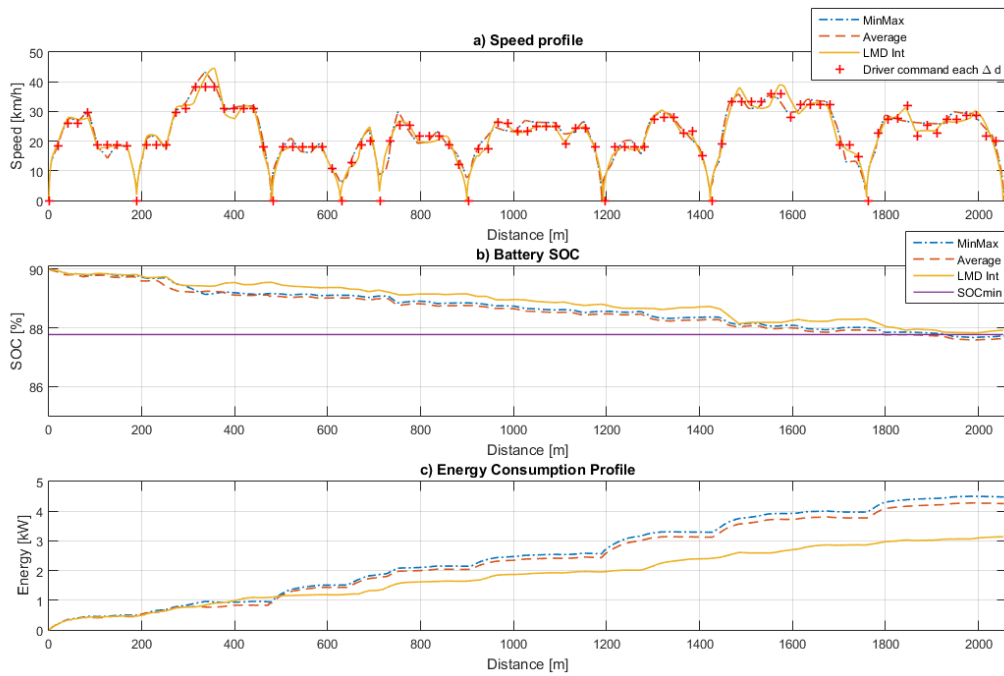 MinMax
Average
LMD Int
Driver command each Δ d
a) Speed profile
50
40
30
20
10
0
Speed [km/h]
0 200 400 600 800 1000 1200 1400 1600 1800 2000
Distance [m]
MinMax
Average
LMD Int
SOCmin
b) Battery SOC
90
88
86
SOC [%]
0 200 400 600 800 1000 1200 1400 1600 1800 2000
Distance [m]
c) Energy Consumption Profile
5
4
3
2
1
0
Energy [kW]
0 200 400 600 800 1000 1200 1400 1600 1800 2000
Distance [m]